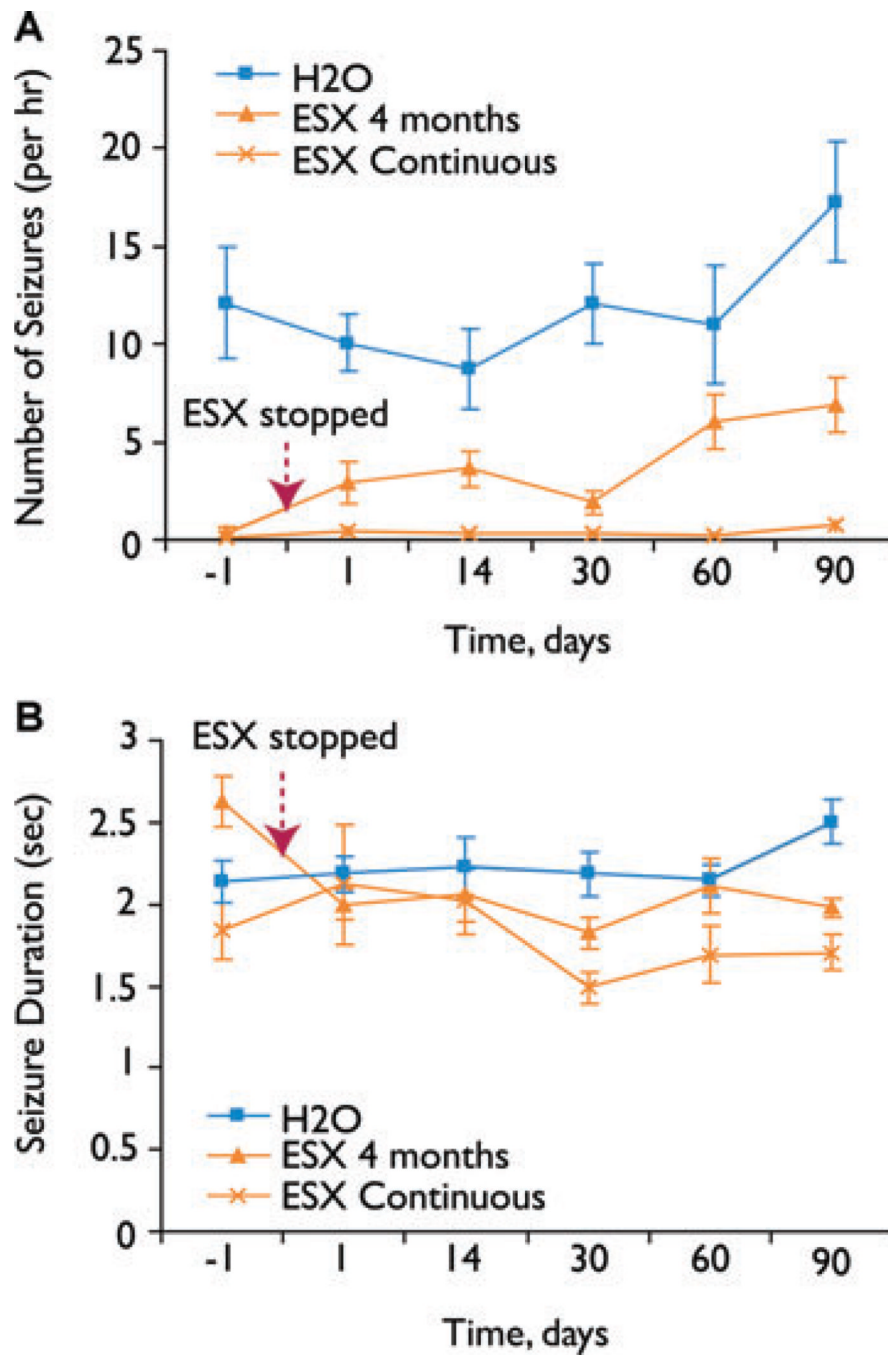 A
Number of Seizures (per hr)
25
20
15
10
5
0
H2O
ESX 4 months
ESX Continuous
ESX stopped
-1 1 14 30 60 90
Time, days
B
Seizure Duration (sec)
3
2.5
2
1.5
1
0.5
0
ESX stopped
H2O
ESX 4 months
ESX Continuous
-1 1 14 30 60 90
Time, days